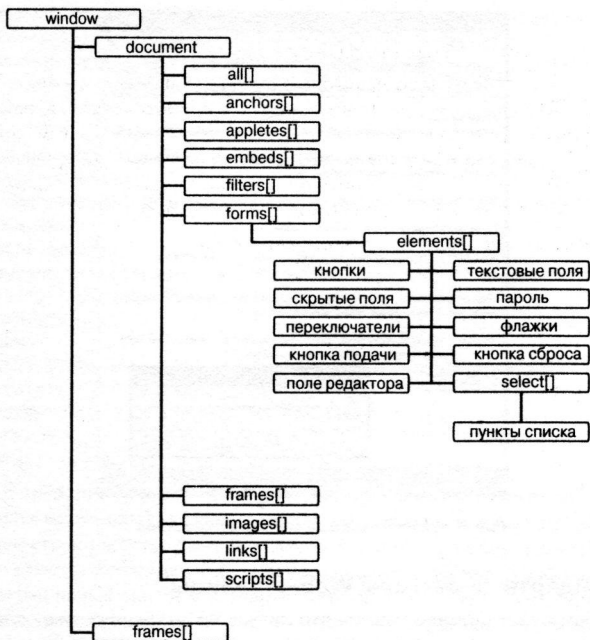 window
document
all[]
anchors[]
appletes[]
embeds[]
filters[]
forms[]
elements[]
кнопки
текстовые поля
скрытые поля
пароль
переключатели
флажки
кнопка подачи
кнопка сброса
поле редактора
select[]
пункты списка
frames[]
images[]
links[]
scripts[]
frames[]